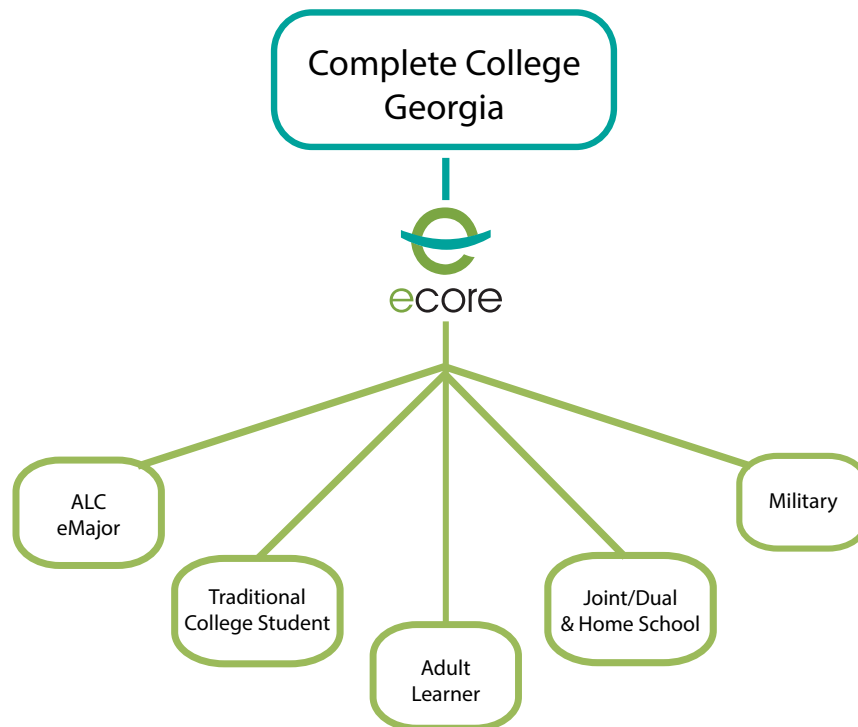 Complete College
Georgia
ecore
ALC
eMajor
Traditional
College Student
Adult
Learner
Joint/Dual
& Home School
Military